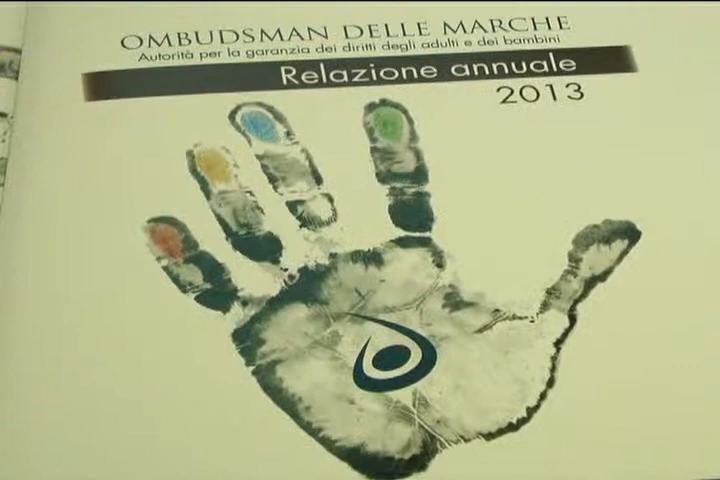 OMBUDSMAN DELLE MARCHE
Autorità per la garanzia dei diritti degli adulti e dei bambini
Relazione annuale
2013